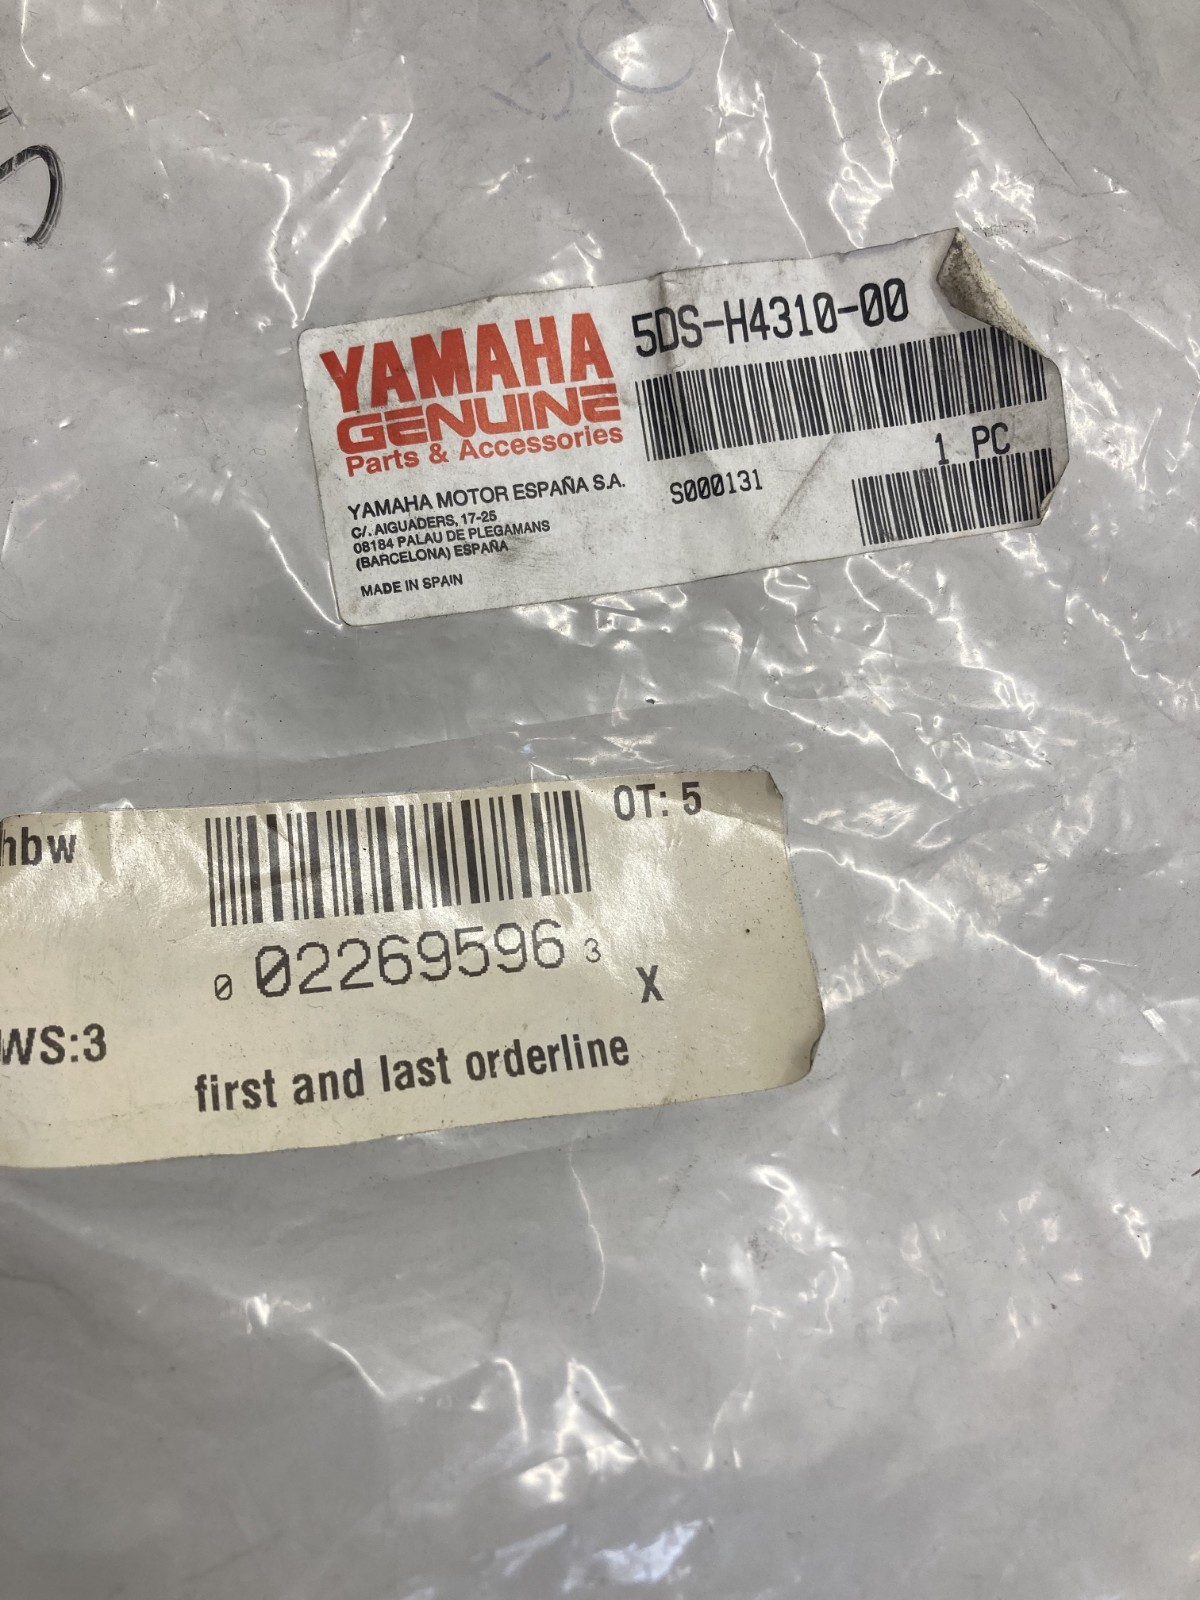 YAMAHA
GENUINE
Parts & Accessories
YAMAHA MOTOR ESPAÑA S.A.
C/. AIGUADERS, 17-25
08184 PALAU DE PLEGAMANS
(BARCELONA) ESPAÑA
MADE IN SPAIN
5DS-H4310-00
1 PC
S000131
hbw
OT: 5
0 02269596 3
X
WS:3
first and last orderline